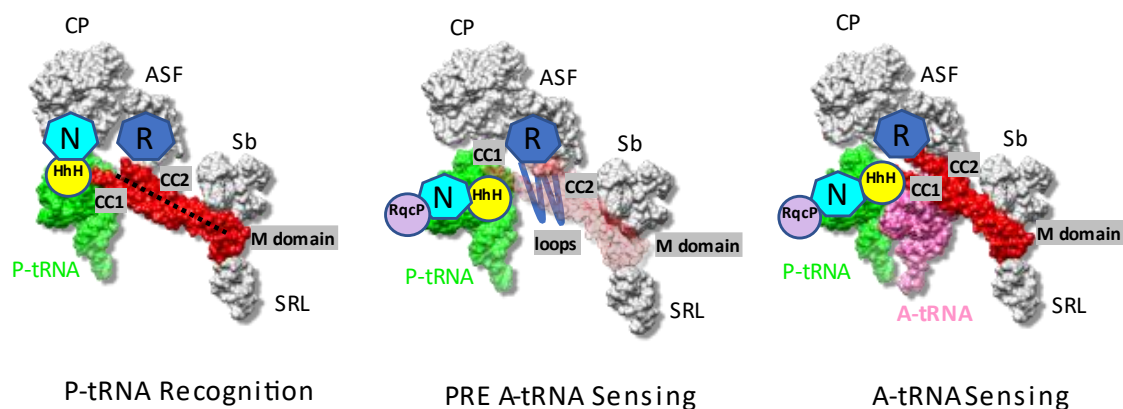 CP
ASF
Sb
N
R
HhH
CC2
CC1
M domain
P-tRNA
SRL
P-tRNA Recognition
CP
ASF
R
Sb
CC1
CC2
HhH
N
RqcP
loops
M domain
P-tRNA
SRL
PRE A-tRNA Sensing
CP
ASF
R
Sb
CC2
HhH
CC1
N
RqcP
M domain
P-tRNA
A-tRNA
SRL
A-tRNA Sensing